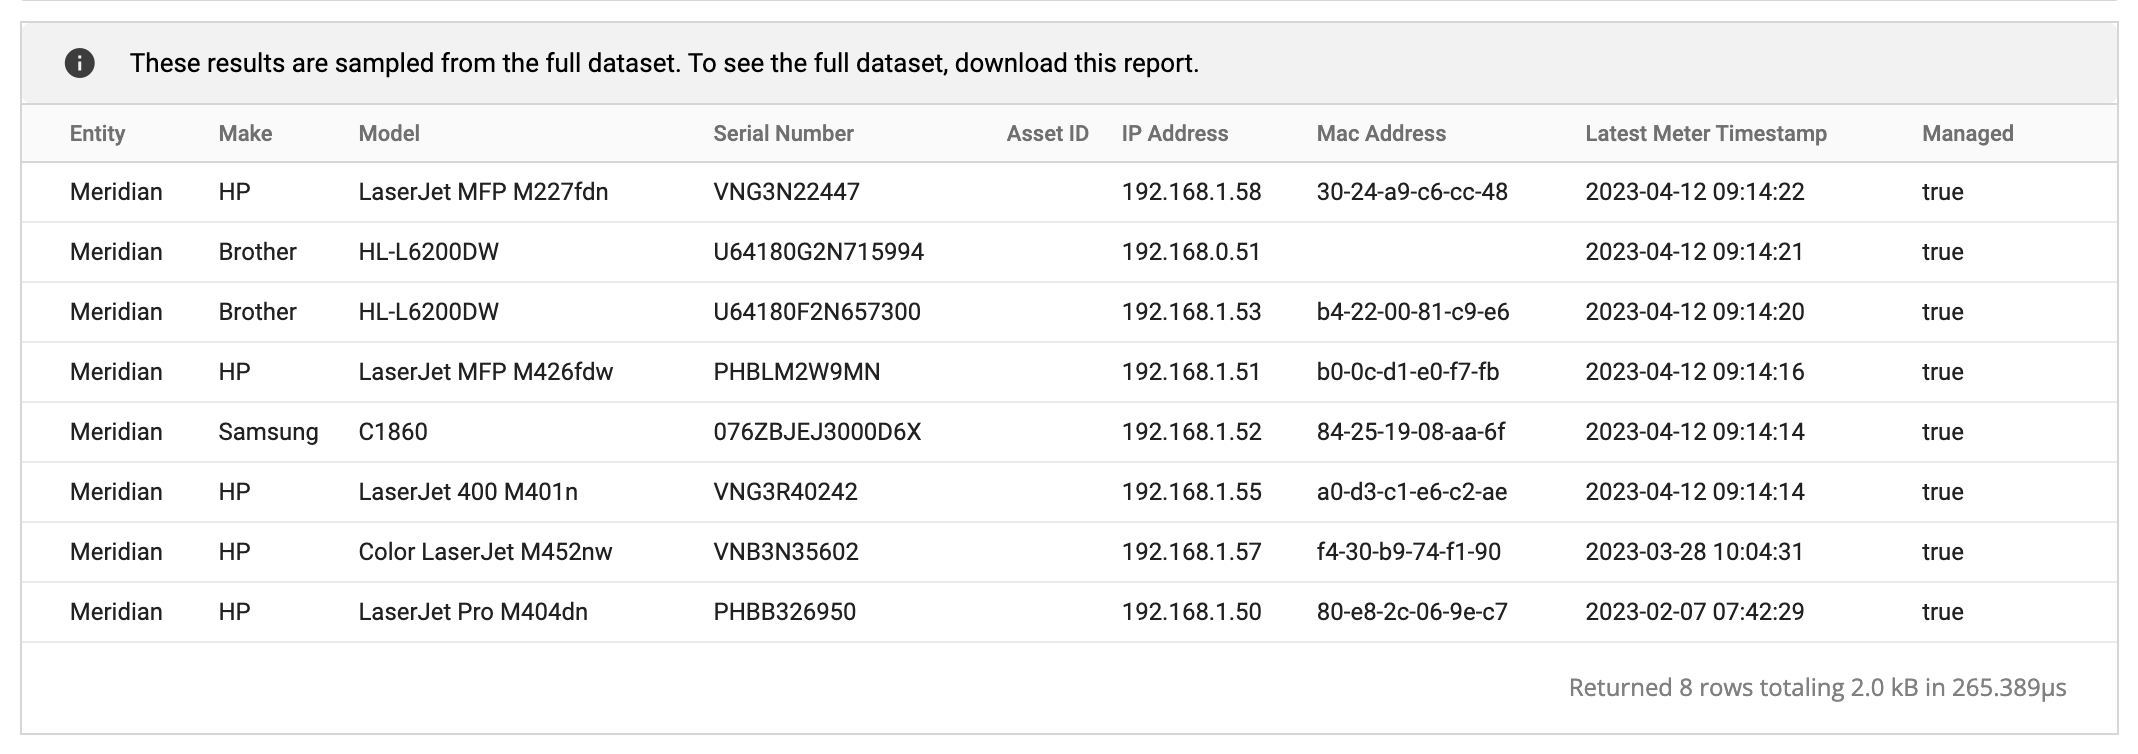 These results are sampled from the full dataset. To see the full dataset, download this report.
Entity Make Model Serial Number Asset ID IP Address Mac Address Latest Meter Timestamp Managed
Meridian HP LaserJet MFP M227fdn VNG3N22447 192.168.1.58 30-24-a9-c6-cc-48 2023-04-12 09:14:22 true
Meridian Brother HL-L6200DW U64180G2N715994 192.168.0.51 2023-04-12 09:14:21 true
Meridian Brother HL-L6200DW U64180F2N657300 192.168.1.53 b4-22-00-81-c9-e6 2023-04-12 09:14:20 true
Meridian HP LaserJet MFP M426fdw PHBLM2W9MN 192.168.1.51 b0-0c-d1-e0-f7-fb 2023-04-12 09:14:16 true
Meridian Samsung C1860 076ZBJEJ3000D6X 192.168.1.52 84-25-19-08-aa-6f 2023-04-12 09:14:14 true
Meridian HP LaserJet 400 M401n VNG3R40242 192.168.1.55 a0-d3-c1-e6-c2-ae 2023-04-12 09:14:14 true
Meridian HP Color LaserJet M452nw VNB3N35602 192.168.1.57 f4-30-b9-74-f1-90 2023-03-28 10:04:31 true
Meridian HP LaserJet Pro M404dn PHBB326950 192.168.1.50 80-e8-2c-06-9e-c7 2023-02-07 07:42:29 true
Returned 8 rows totaling 2.0 kB in 265.389µs